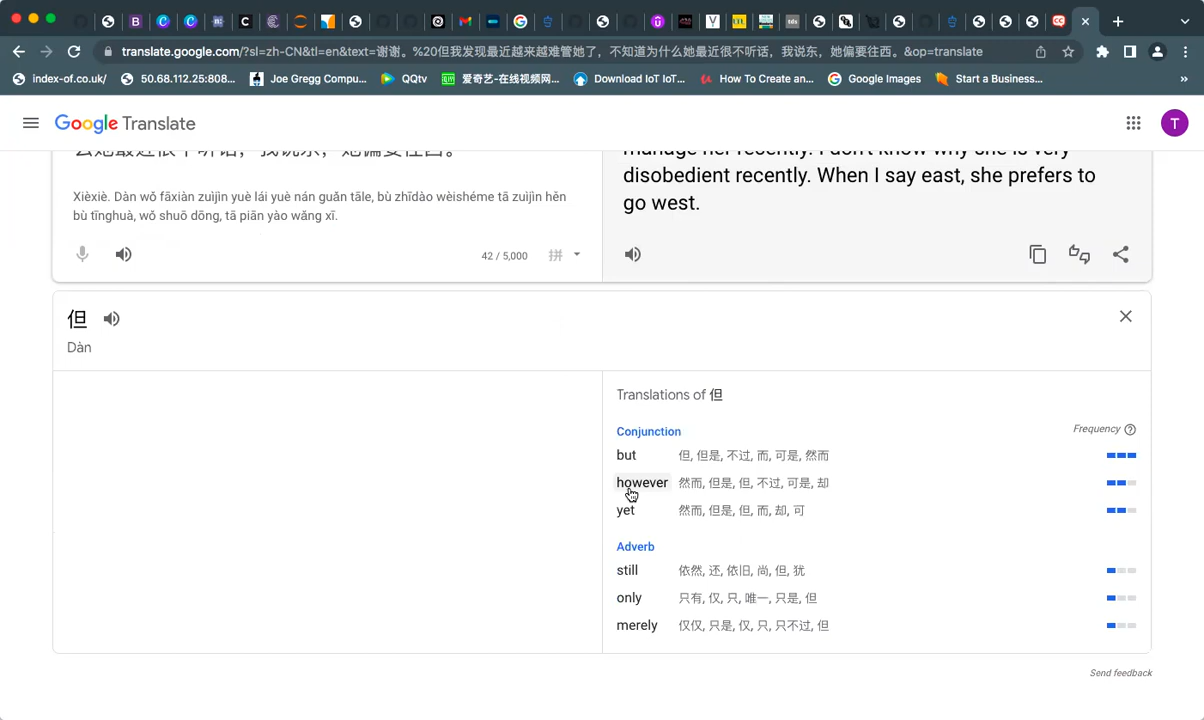 translate.google.com/?sl=zh-CN&tl=en&text=谢谢。%20但我发现最近越来越难管她了，不知道为什么她最近很不听话，我说东，她偏要往西。&op=translate
index-of.co.uk/ 50.68.112.25:808... Joe Gregg Compu... QQtv 爱奇艺-在线视频网... Download IoT IoT... How To Create an... Google Images Start a Business... »
Google Translate T
么她最近很不听话，我说东，她偏要往西。
manage her recently. I don't know why she is very
disobedient recently. When I say east, she prefers to
go west.
Xièxiè. Dàn wǒ fāxiàn zuìjìn yuè lái yuè nán guǎn tāle, bù zhīdào wèishéme tā zuìjìn hěn
bù tīnghuà, wǒ shuō dōng, tā piān yào wǎng xī.
42 / 5,000 拼
但
Dàn
Translations of 但
Conjunction Frequency
but 但, 但是, 不过, 而, 可是, 然而
however 然而, 但是, 但, 不过, 可是, 却
yet 然而, 但是, 但, 而, 却, 可
Adverb
still 依然, 还, 依旧, 尚, 但, 犹
only 只有, 仅, 只, 唯一, 只是, 但
merely 仅仅, 只是, 仅, 只, 只不过, 但
Send feedback